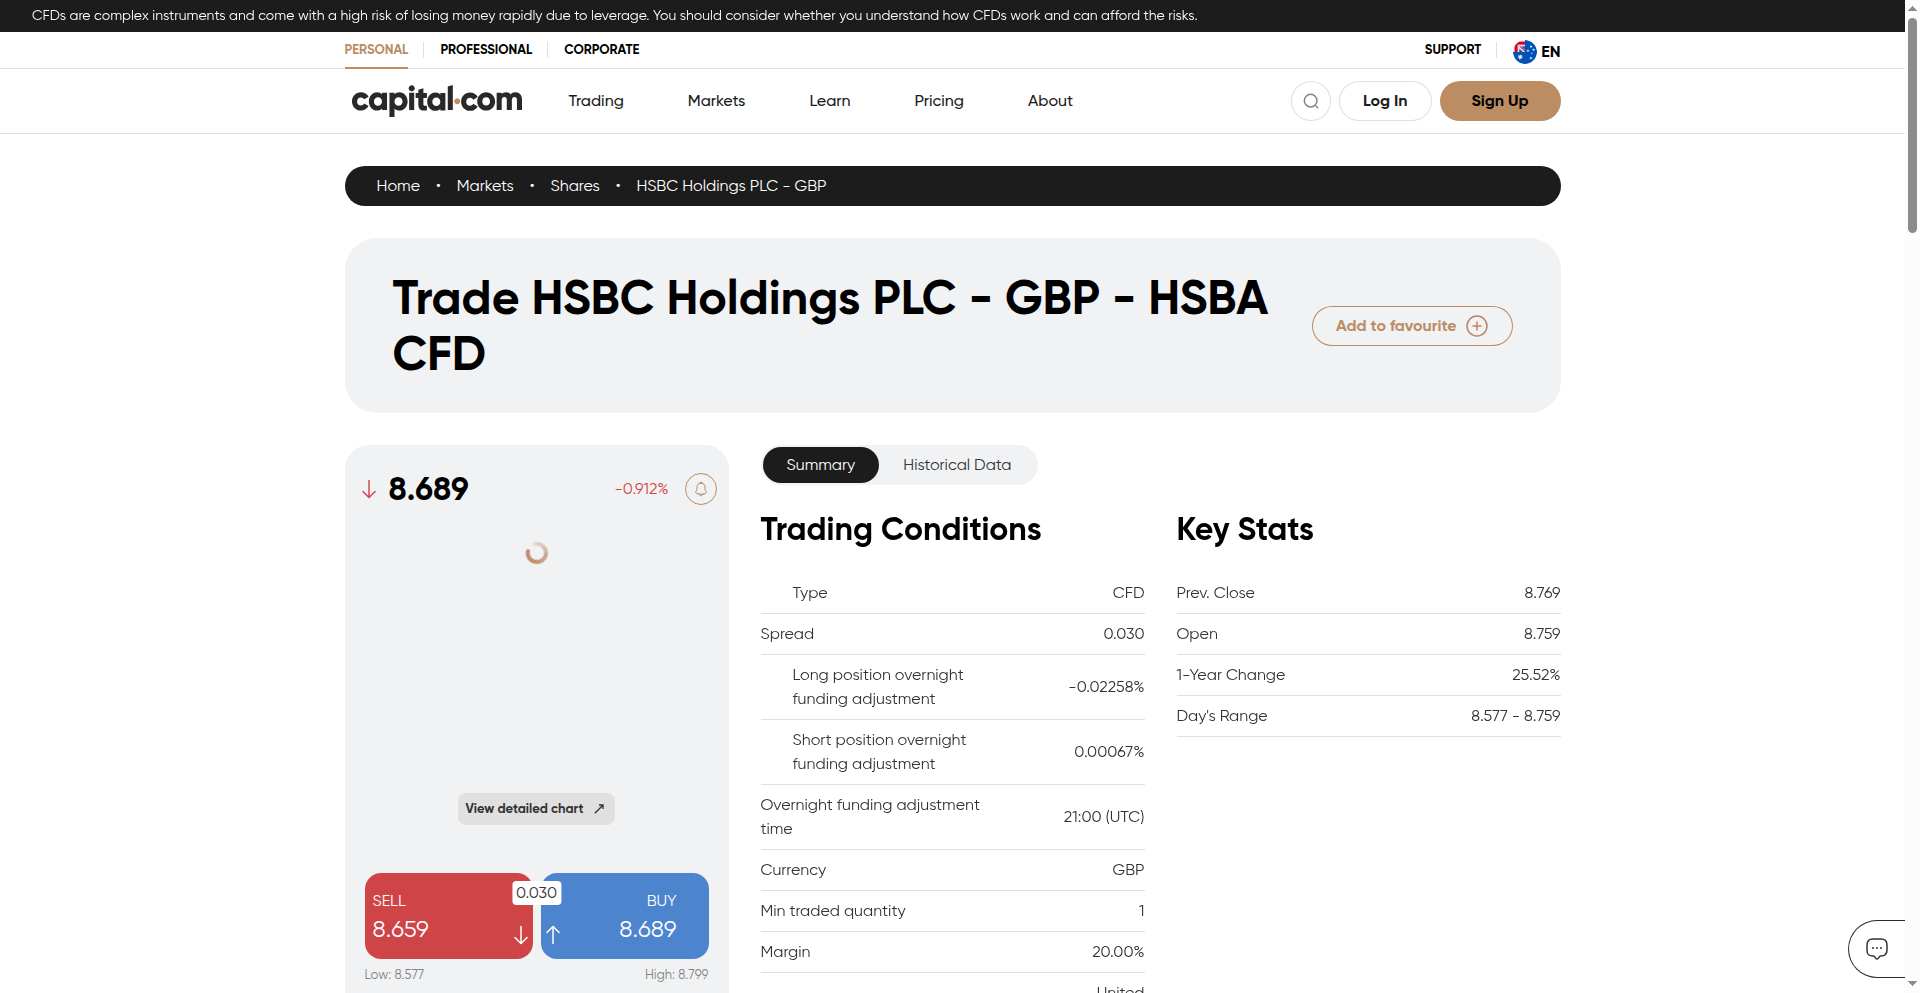 CFDs are complex instruments and come with a high risk of losing money rapidly due to leverage. You should consider whether you understand how CFDs work and can afford the risks.
PERSONAL
PROFESSIONAL
CORPORATE
SUPPORT
EN
capital.com
Trading
Markets
Learn
Pricing
About
Log In
Sign Up
Home • Markets • Shares • HSBC Holdings PLC - GBP
Trade HSBC Holdings PLC - GBP - HSBA
CFD
Add to favourite
8.689
-0.912%
View detailed chart
SELL
8.659
0.030
BUY
8.689
Low: 8.577
High: 8.799
Summary
Historical Data
Trading Conditions
Type CFD
Spread 0.030
Long position overnight
funding adjustment
-0.02258%
Short position overnight
funding adjustment
0.00067%
Overnight funding adjustment
time
21:00 (UTC)
Currency GBP
Min traded quantity 1
Margin 20.00%
United
Key Stats
Prev. Close 8.769
Open 8.759
1-Year Change 25.52%
Day's Range 8.577 - 8.759